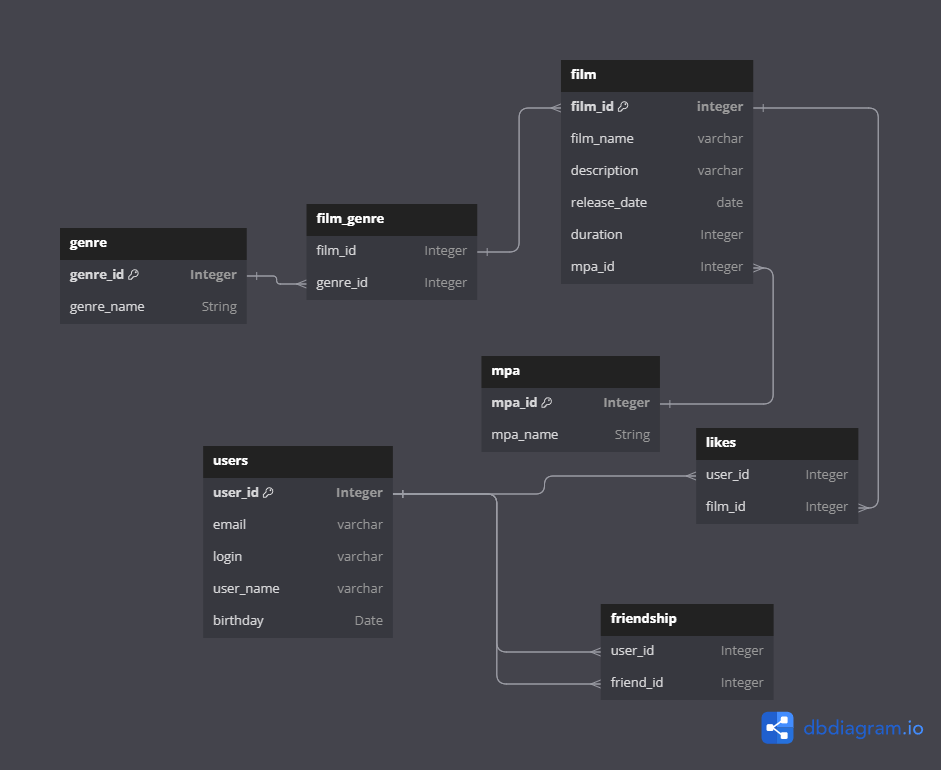 film
film_id integer
film_name varchar
description varchar
release_date date
duration Integer
mpa_id Integer
film_genre
film_id Integer
genre_id Integer
genre
genre_id Integer
genre_name String
mpa
mpa_id Integer
mpa_name String
likes
user_id Integer
film_id Integer
users
user_id Integer
email varchar
login varchar
user_name varchar
birthday Date
friendship
user_id Integer
friend_id Integer
dbdiagram.io